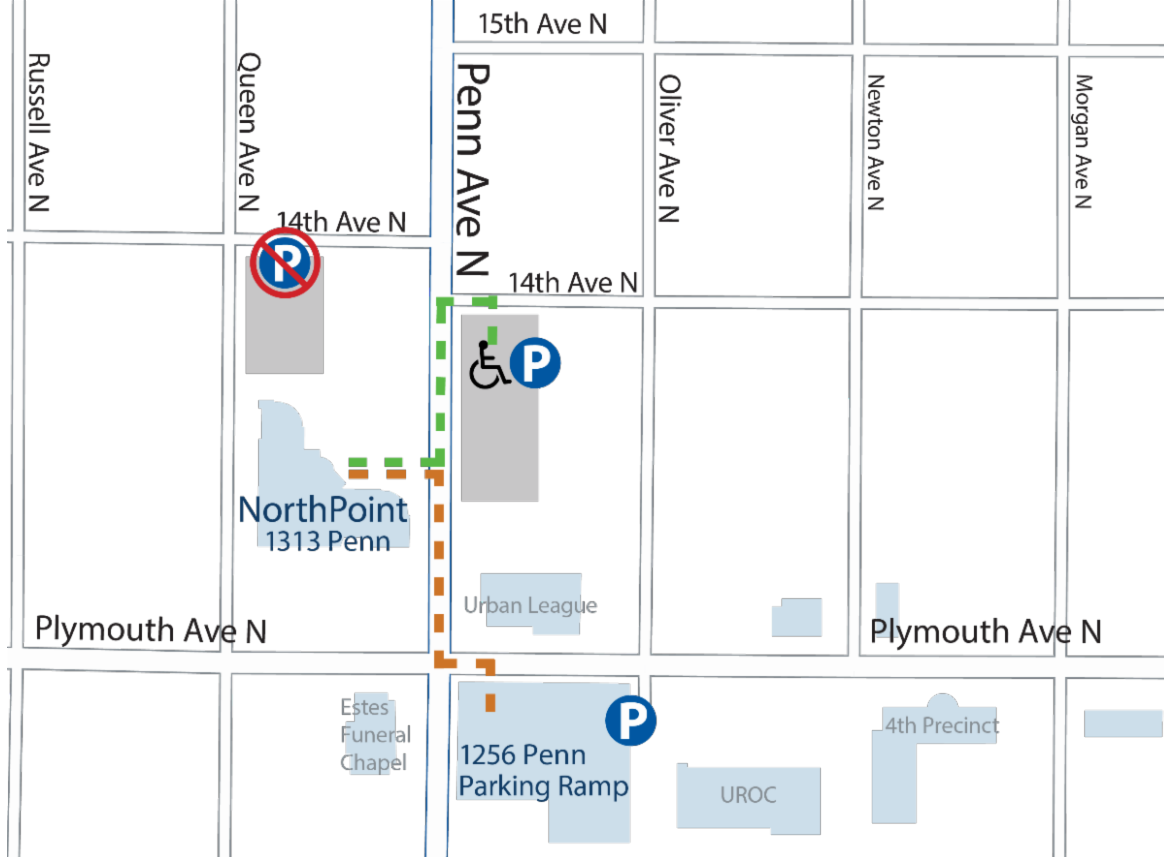 15th Ave N
Russell Ave N
Queen Ave N
Penn Ave N
Oliver Ave N
Newton Ave N
Morgan Ave N
14th Ave N
P
14th Ave N
P
NorthPoint
1313 Penn
Urban League
Plymouth Ave N
Plymouth Ave N
Estes
Funeral
Chapel
P
4th Precinct
1256 Penn
Parking Ramp
UROC